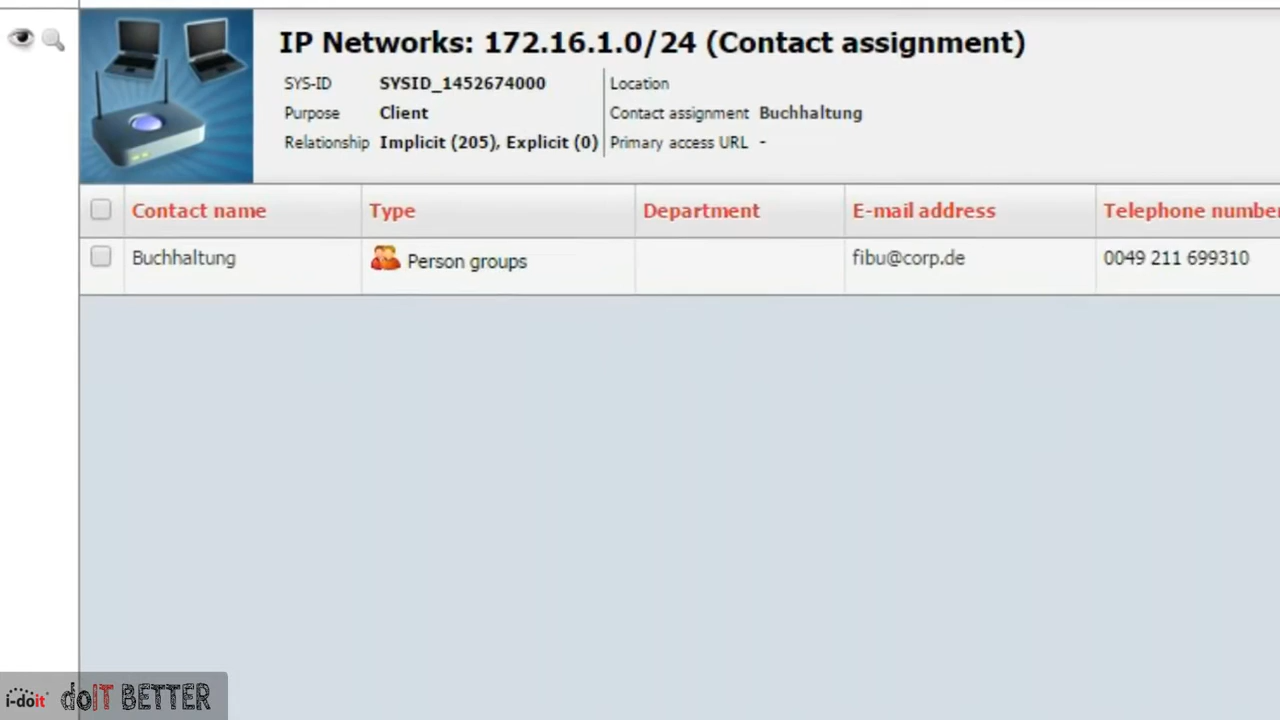 IP Networks: 172.16.1.0/24 (Contact assignment)
SYS-ID SYSID_1452674000 Location
Purpose Client Contact assignment Buchhaltung
Relationship Implicit (205), Explicit (0) Primary access URL -
Contact name Type Department E-mail address Telephone number
Buchhaltung Person groups fibu@corp.de 0049 211 699310
i-doit doIT BETTER